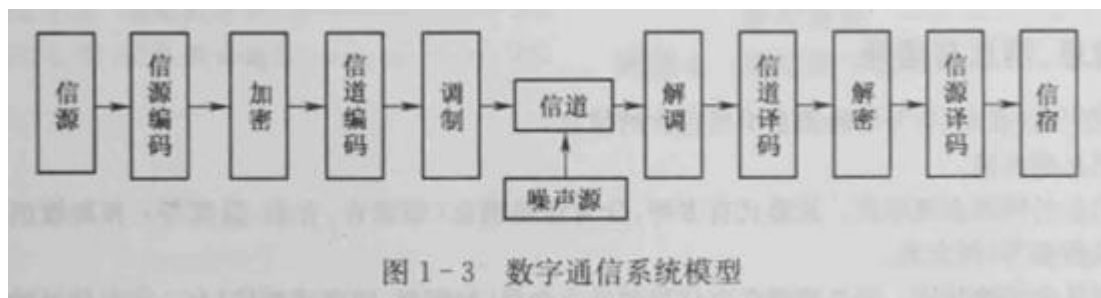 信源
信源编码
加密
信道编码
调制
信道
解调
信道译码
解密
信源译码
信宿
噪声源
图1-3 数字通信系统模型